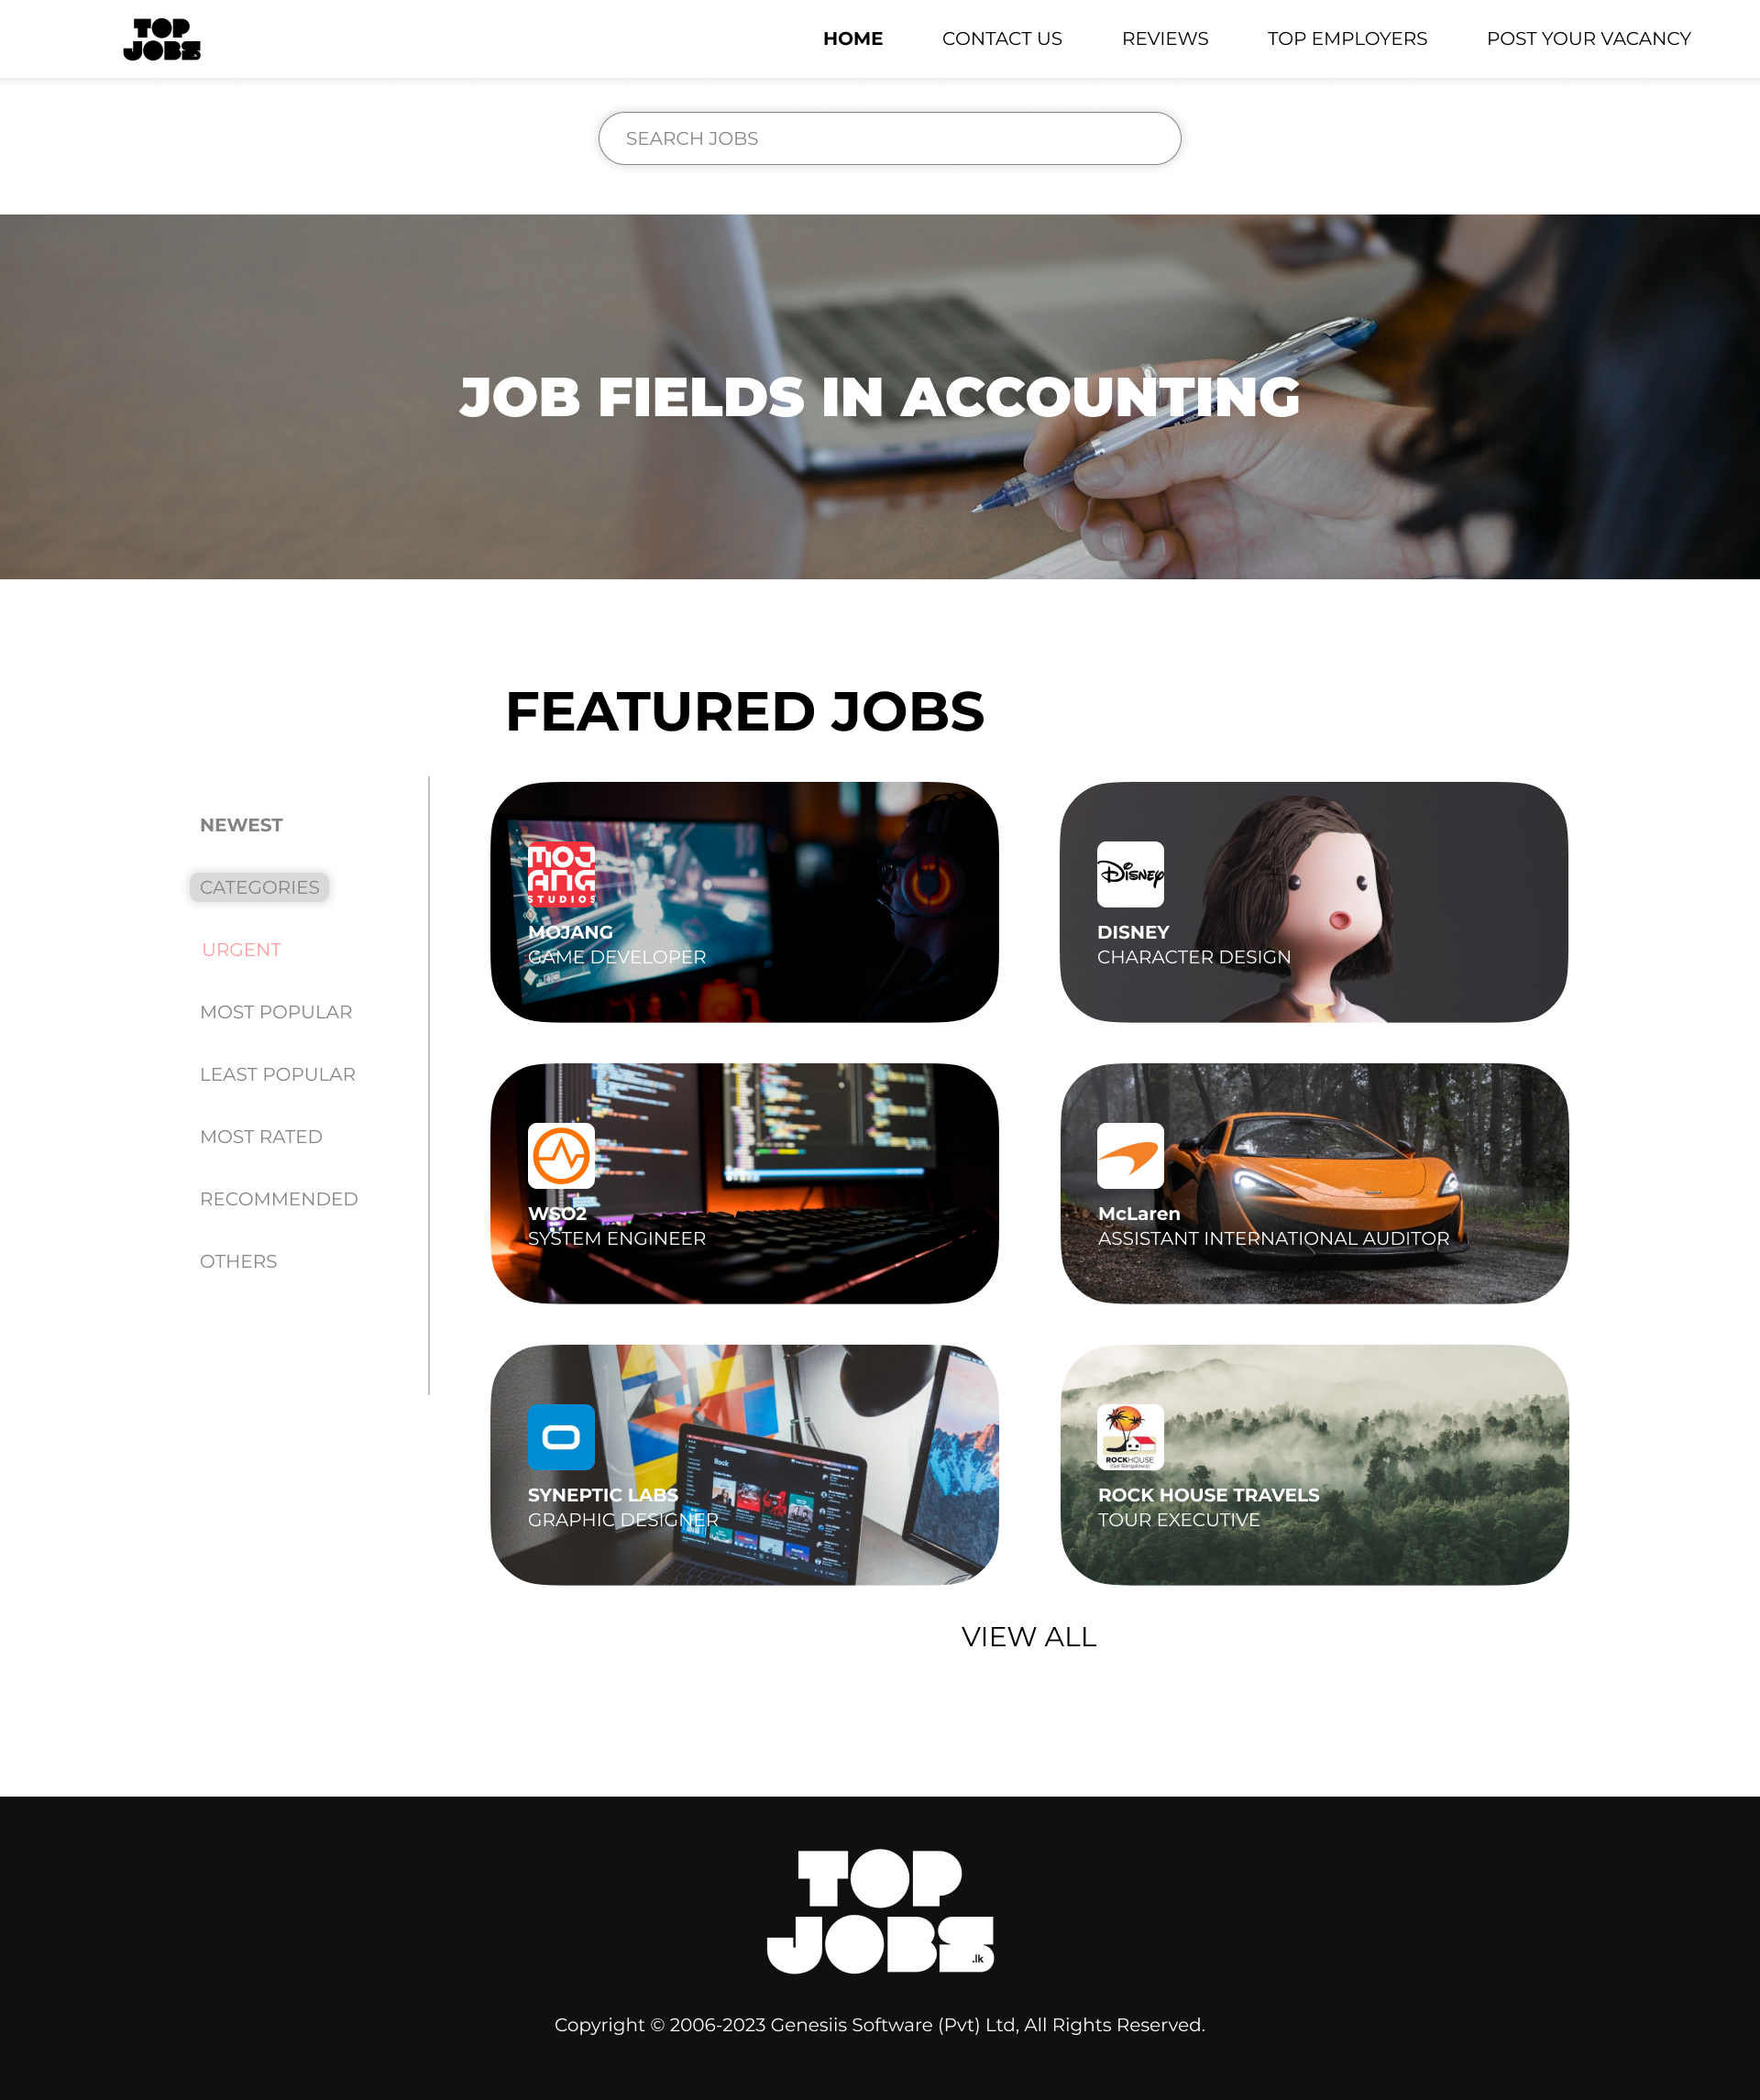 TOP
JOBS
HOME
CONTACT US
REVIEWS
TOP EMPLOYERS
POST YOUR VACANCY
SEARCH JOBS
JOB FIELDS IN ACCOUNTING
FEATURED JOBS
NEWEST
CATEGORIES
URGENT
MOST POPULAR
LEAST POPULAR
MOST RATED
RECOMMENDED
OTHERS
MOJ
ANG
STUDIOS
MOJANG
GAME DEVELOPER
Disney
DISNEY
CHARACTER DESIGN
WSO2
SYSTEM ENGINEER
McLaren
ASSISTANT INTERNATIONAL AUDITOR
Rock
SYNEPTIC LABS
GRAPHIC DESIGNER
ROCKHOUSE
ROCK HOUSE TRAVELS
TOUR EXECUTIVE
VIEW ALL
TOP
JOBS
.lk
Copyright © 2006-2023 Genesiis Software (Pvt) Ltd, All Rights Reserved.